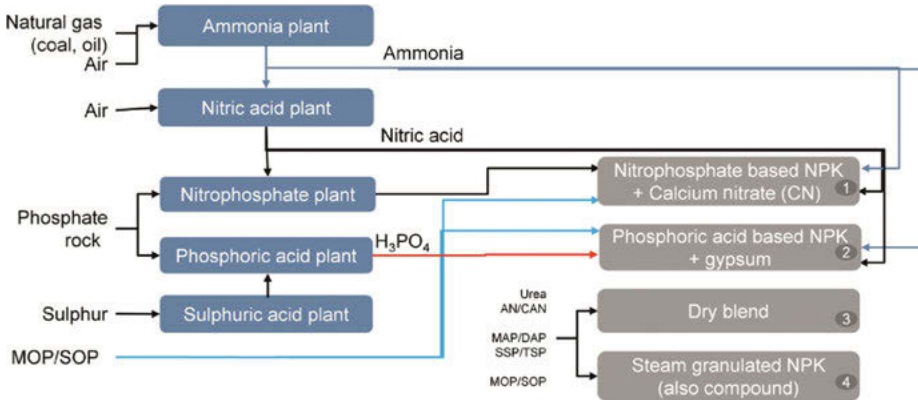 Natural gas
(coal, oil)
Air
Ammonia plant
Ammonia
Air
Nitric acid plant
Nitric acid
Phosphate
rock
Nitrophosphate plant
Nitrophosphate based NPK
+ Calcium nitrate (CN)
1
Phosphoric acid plant
H₃PO₄
Phosphoric acid based NPK
+ gypsum
2
Sulphur
Sulphuric acid plant
MOP/SOP
Urea
AN/CAN
MAP/DAP
SSP/TSP
MOP/SOP
Dry blend
3
Steam granulated NPK
(also compound)
4